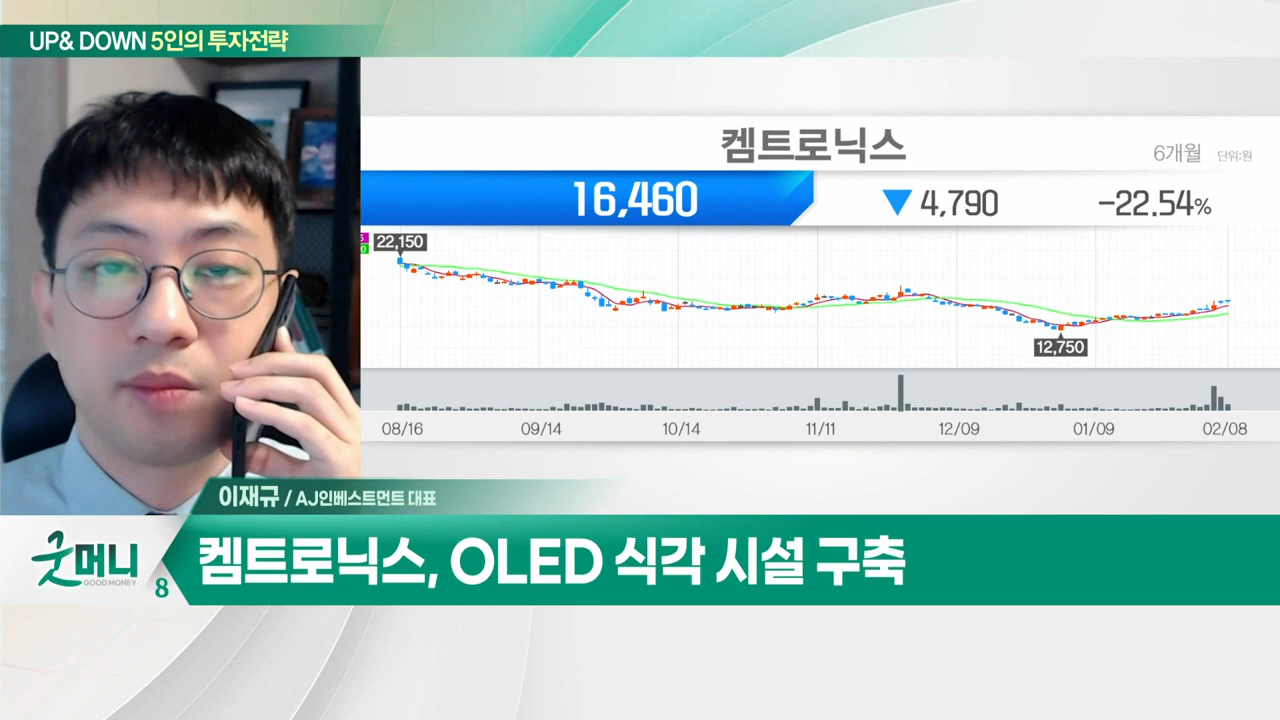 UP& DOWN 5인의 투자전략
켐트로닉스
6개월 단위:원
16,460 ▼ 4,790 -22.54%
22,150
12,750
08/16 09/14 10/14 11/11 12/09 01/09 02/08
이재규 / AJ인베스트먼트 대표
굿머니
GOOD MONEY
8
켐트로닉스, OLED 식각 시설 구축